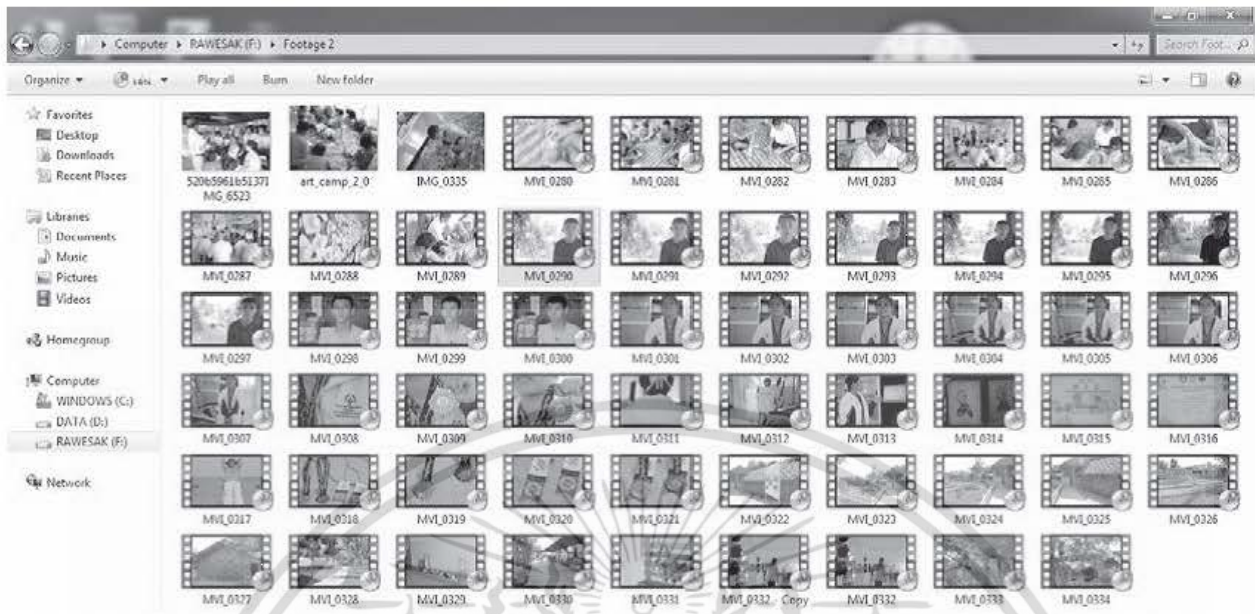 Computer ▸ RAWESAK (F:) ▸ Footage 2
Search Foot...
Organize Play all Burn New folder
Favorites
Desktop
Downloads
Recent Places
Libraries
Documents
Music
Pictures
Videos
Homegroup
Computer
WINDOWS (C:)
DATA (D:)
RAWESAK (F:)
Network
520b5961b5137I art_camp_2_0 IMG_0335 MVI_0280 MVI_0281 MVI_0282 MVI_0283 MVI_0284 MVI_0285 MVI_0286
MG_6523
MVI_0287 MVI_0288 MVI_0289 MVI_0290 MVI_0291 MVI_0292 MVI_0293 MVI_0294 MVI_0295 MVI_0296
MVI_0297 MVI_0298 MVI_0299 MVI_0300 MVI_0301 MVI_0302 MVI_0303 MVI_0304 MVI_0305 MVI_0306
MVI_0307 MVI_0308 MVI_0309 MVI_0310 MVI_0311 MVI_0312 MVI_0313 MVI_0314 MVI_0315 MVI_0316
MVI_0317 MVI_0318 MVI_0319 MVI_0320 MVI_0321 MVI_0322 MVI_0323 MVI_0324 MVI_0325 MVI_0326
MVI_0327 MVI_0328 MVI_0329 MVI_0330 MVI_0331 MVI_0332 - Copy MVI_0332 MVI_0333 MVI_0334